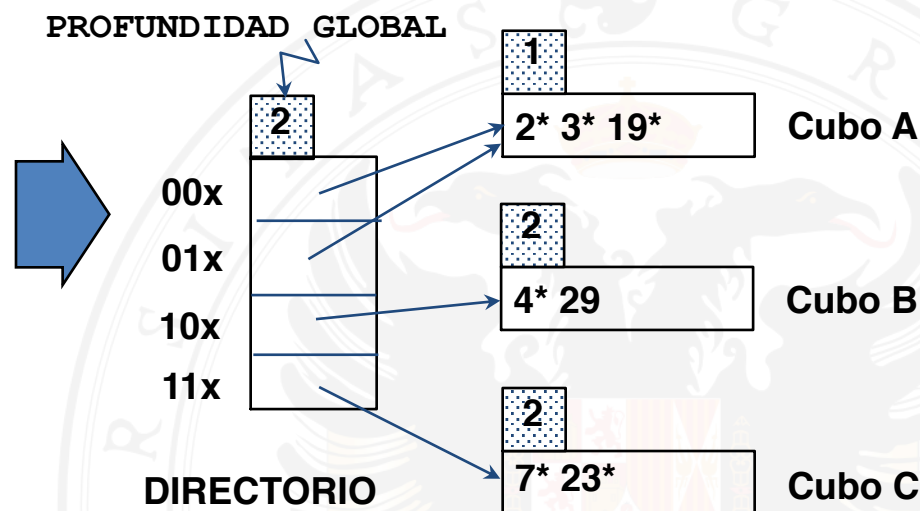 PROFUNDIDAD GLOBAL
2
00x
01x
10x
11x
DIRECTORIO
1
2* 3* 19*
Cubo A
2
4* 29
Cubo B
2
7* 23*
Cubo C